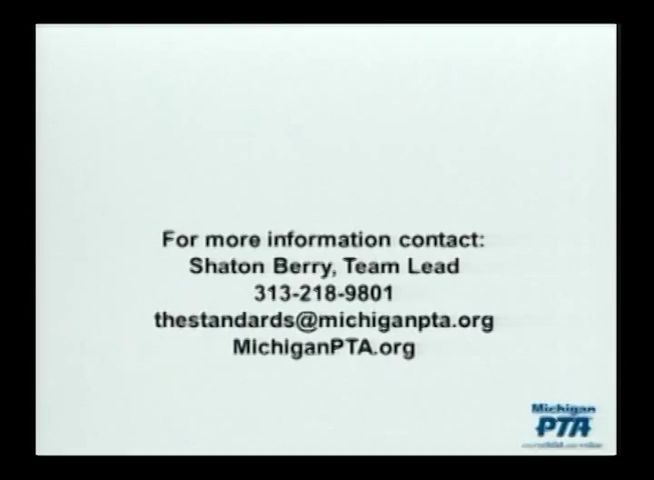 For more information contact:
Shaton Berry, Team Lead
313-218-9801
thestandards@michiganpta.org
MichiganPTA.org
Michigan
PTA